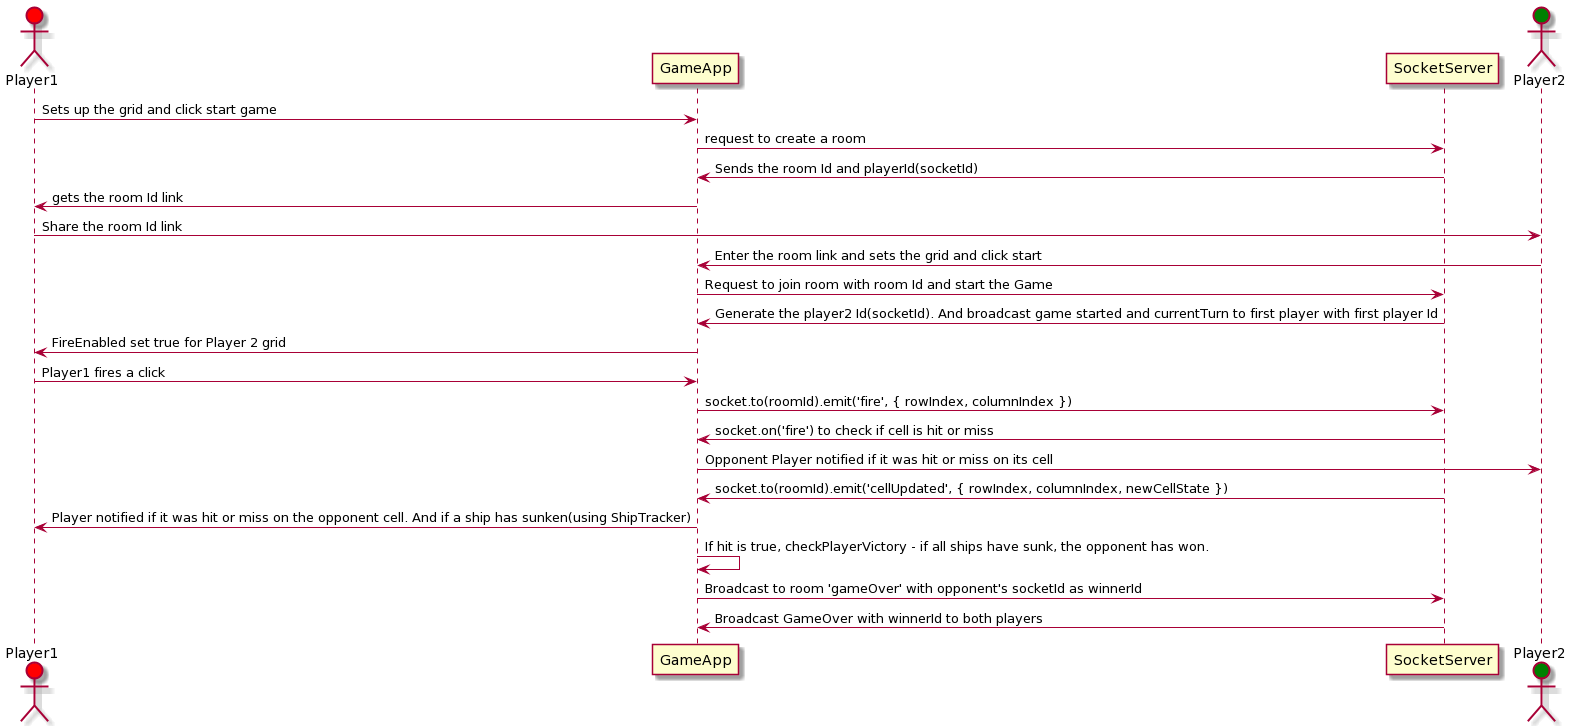 Player1
GameApp
SocketServer
Player2
Sets up the grid and click start game
request to create a room
Sends the room Id and playerId(socketId)
gets the room Id link
Share the room Id link
Enter the room link and sets the grid and click start
Request to join room with room Id and start the Game
Generate the player2 Id(socketId). And broadcast game started and currentTurn to first player with first player Id
FireEnabled set true for Player 2 grid
Player1 fires a click
socket.to(roomId).emit('fire', { rowIndex, columnIndex })
socket.on('fire') to check if cell is hit or miss
Opponent Player notified if it was hit or miss on its cell
socket.to(roomId).emit('cellUpdated', { rowIndex, columnIndex, newCellState })
Player notified if it was hit or miss on the opponent cell. And if a ship has sunken(using ShipTracker)
If hit is true, checkPlayerVictory - if all ships have sunk, the opponent has won.
Broadcast to room 'gameOver' with opponent's socketId as winnerId
Broadcast GameOver with winnerId to both players
Player1
GameApp
SocketServer
Player2